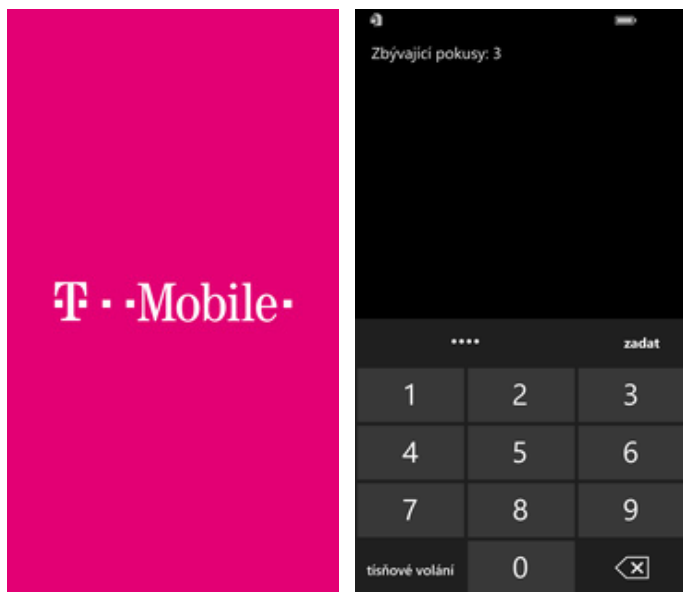 T··Mobile·
Zbývající pokusy: 3
•••• zadat
1 2 3
4 5 6
7 8 9
tísňové volání 0